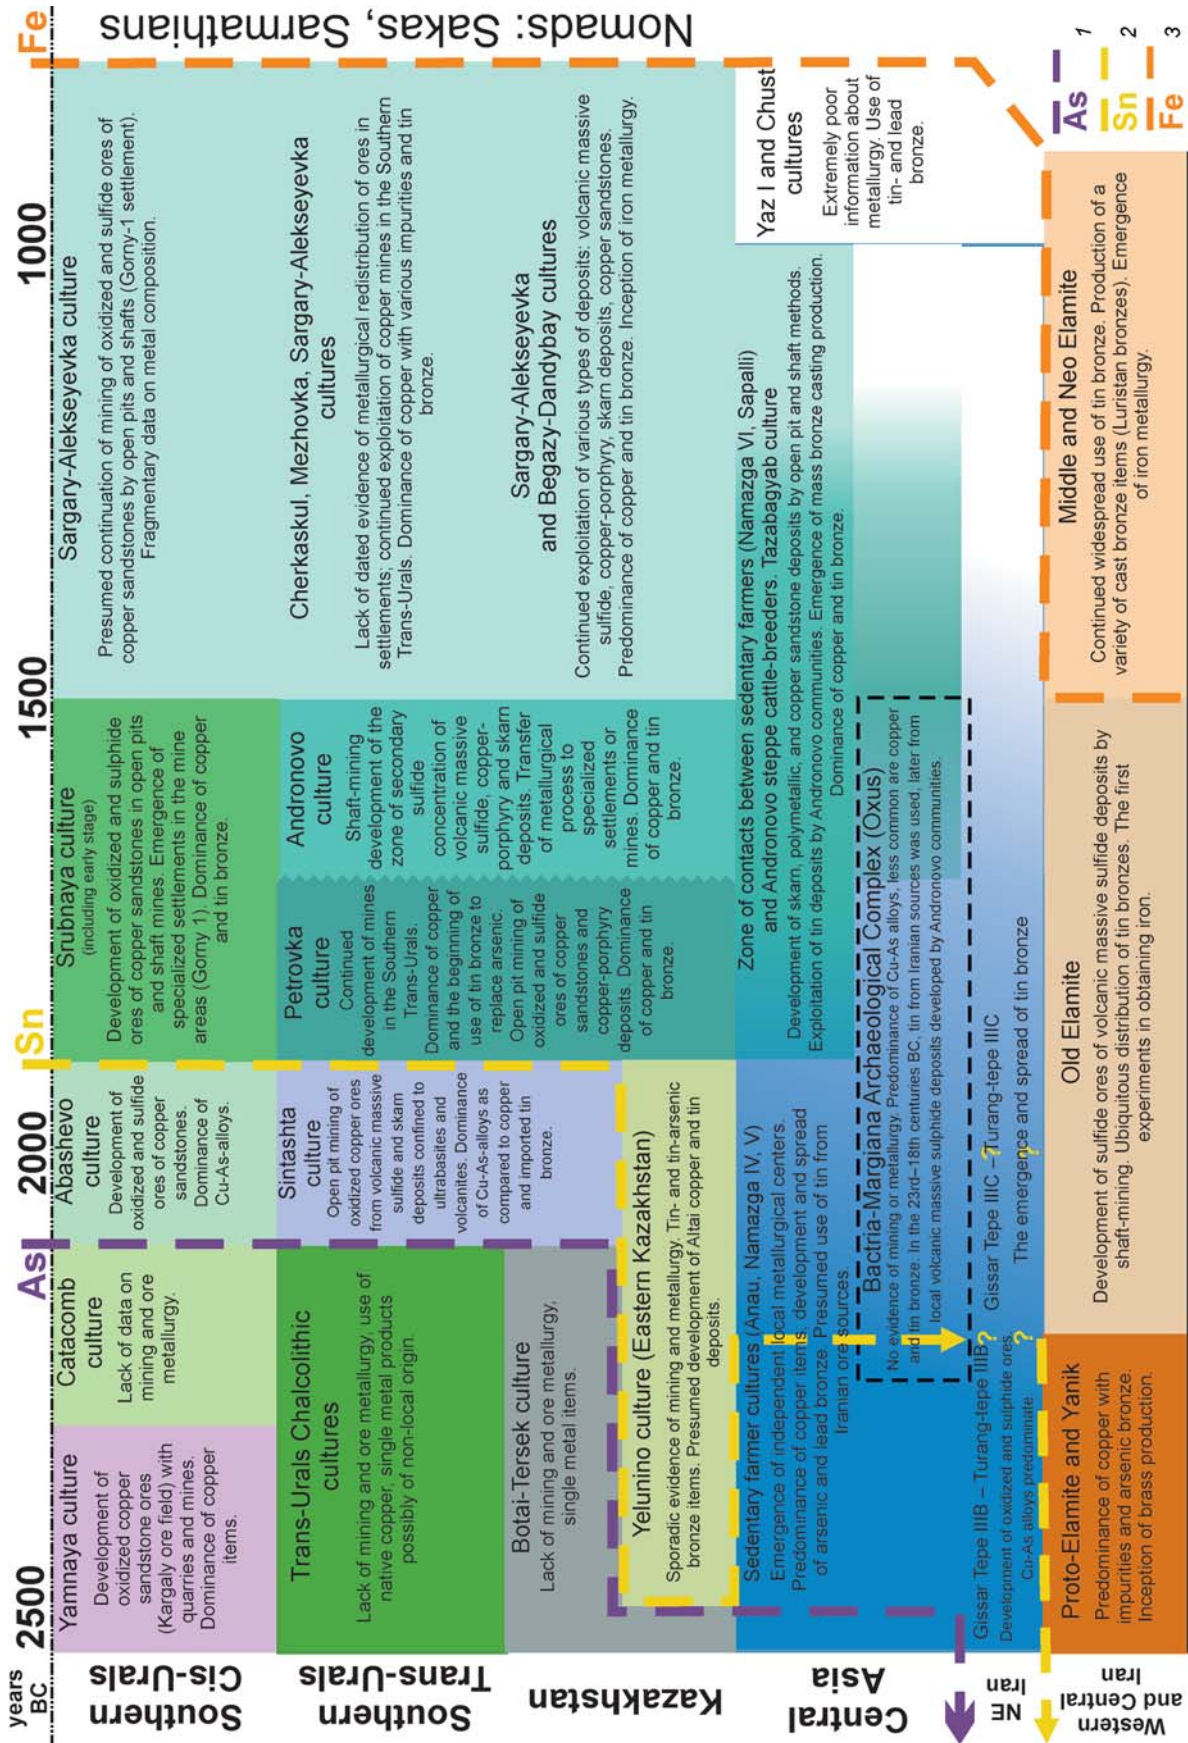 years
BC
2500
2000
1500
1000
As
Sn
Fe
Southern
Cis-Urals
Yamnaya culture
Development of
oxidized copper
sandstone ores
(Kargaly ore field) with
quarries and mines.
Dominance of copper
items.
Catacomb
culture
Lack of data on
mining and ore
metallurgy.
Abashevo
culture
Development of
oxidized and sulfide
ores of copper
sandstones.
Dominance of
Cu-As-alloys.
Srubnaya culture
(including early stage)
Development of oxidized and sulphide
ores of copper sandstones in open pits
and shaft mines. Emergence of
specialized settlements in the mine
areas (Gorny 1). Dominance of copper
and tin bronze.
Sargary-Alekseyevka culture
Presumed continuation of mining of oxidized and sulfide ores of
copper sandstones by open pits and shafts (Gorny-1 settlement).
Fragmentary data on metal composition.
Southern
Trans-Urals
Trans-Urals Chalcolithic
cultures
Lack of mining and ore metallurgy, use of
native copper, single metal products
possibly of non-local origin.
Sintashta
culture
Open pit mining of
oxidized copper ores
from volcanic massive
sulfide and skarn
deposits confined to
ultrabasites and
volcanites. Dominance
of Cu-As-alloys as
compared to copper
and imported tin
bronze.
Petrovka
culture
Continued
development of mines
in the Southern
Trans-Urals.
Dominance of copper
and the beginning of
use of tin bronze to
replace arsenic.
Open pit mining of
oxidized and sulfide
ores of copper
sandstones and
copper-porphyry
deposits. Dominance
of copper and tin
bronze.
Andronovo
culture
Shaft-mining
development of the
zone of secondary
sulfide
concentration of
volcanic massive
sulfide, copper-
porphyry and skarn
deposits. Transfer
of metallurgical
process to
specialized
settlements or
mines. Dominance
of copper and tin
bronze.
Cherkaskul, Mezhovka, Sargary-Alekseyevka
cultures
Lack of dated evidence of metallurgical redistribution of ores in
settlements; continued exploitation of copper mines in the Southern
Trans-Urals. Dominance of copper with various impurities and tin
bronze.
Kazakhstan
Botai-Tersek culture
Lack of mining and ore metallurgy,
single metal items.
Yelunino culture (Eastern Kazakhstan)
Sporadic evidence of mining and metallurgy. Tin- and tin-arsenic
bronze items. Presumed development of Altai copper and tin
deposits.
Sargary-Alekseyevka
and Begazy-Dandybay cultures
Continued exploitation of various types of deposits: volcanic massive
sulfide, copper-porphyry, skarn deposits, copper sandstones.
Predominance of copper and tin bronze. Inception of iron metallurgy.
Nomads: Sakas, Sarmathians
Central
Asia
Sedentary farmer cultures (Anau, Namazga IV, V)
Emergence of independent local metallurgical centers.
Predominance of copper items, development and spread
of arsenic and lead bronze. Presumed use of tin from
Iranian ore sources.
Zone of contacts between sedentary farmers (Namazga VI, Sapalli)
and Andronovo steppe cattle-breeders. Tazabagyab culture
Development of skarn, polymetallic, and copper sandstone deposits by open pit and shaft methods.
Exploitation of tin deposits by Andronovo communities. Emergence of mass bronze casting production.
Dominance of copper and tin bronze.
Yaz I and Chust
cultures
Extremely poor
information about
metallurgy. Use of
tin- and lead
bronze.
Bactria-Margiana Archaeological Complex (Oxus)
No evidence of mining or metallurgy. Predominance of Cu-As alloys, less common are copper
and tin bronze. In the 23rd-18th centuries BC, tin from Iranian sources was used, later from
local volcanic massive sulphide deposits developed by Andronovo communities.
NE
Iran
Gissar Tepe IIIB – Turang-tepe IIIB
Development of oxidized and sulphide ores.
Cu-As alloys predominate.
?
?
Gissar Tepe IIIC – Turang-tepe IIIC
The emergence and spread of tin bronze
?
?
Western
and Central
Iran
Proto-Elamite and Yanik
Predominance of copper with
impurities and arsenic bronze.
Inception of brass production.
Old Elamite
Development of sulfide ores of volcanic massive sulfide deposits by
shaft-mining. Ubiquitous distribution of tin bronzes. The first
experiments in obtaining iron.
Middle and Neo Elamite
Continued widespread use of tin bronze. Production of a
variety of cast bronze items (Luristan bronzes). Emergence
of iron metallurgy.
As 1
Sn 2
Fe 3